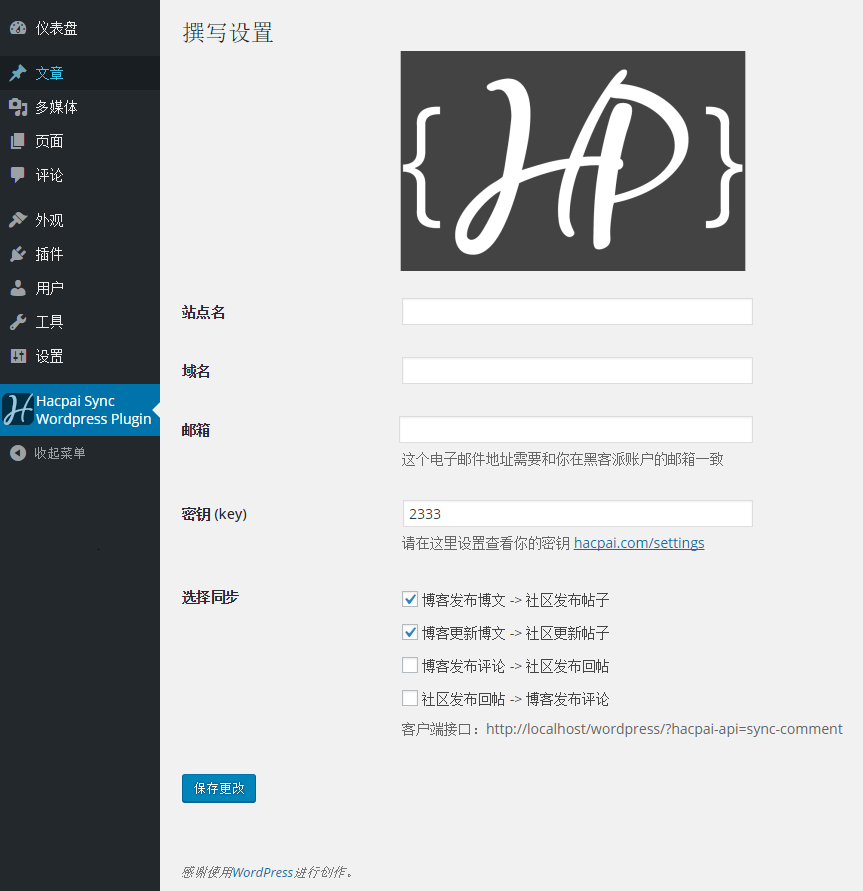 仪表盘
文章
多媒体
页面
评论
外观
插件
用户
工具
设置
Hacpai Sync
Wordpress Plugin
收起菜单
撰写设置
{HP}
站点名
域名
邮箱
这个电子邮件地址需要和你在黑客派账户的邮箱一致
密钥 (key)
2333
请在这里设置查看你的密钥 hacpai.com/settings
选择同步
博客发布博文 -> 社区发布帖子
博客更新博文 -> 社区更新帖子
博客发布评论 -> 社区发布回帖
社区发布回帖 -> 博客发布评论
客户端接口：http://localhost/wordpress/?hacpai-api=sync-comment
保存更改
感谢使用WordPress进行创作。